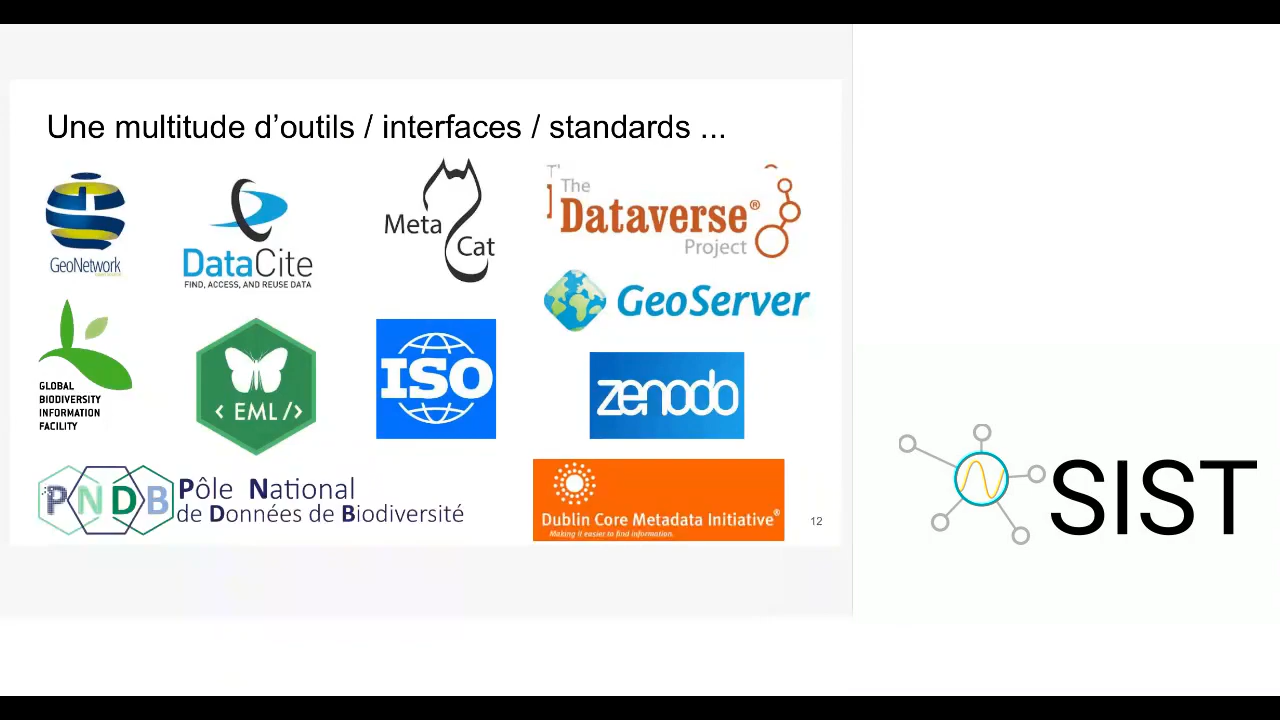 Une multitude d'outils / interfaces / standards ...
GeoNetwork
DataCite
FIND, ACCESS, AND REUSE DATA
Meta
Cat
The
Dataverse®
Project
GeoServer
GLOBAL
BIODIVERSITY
INFORMATION
FACILITY
< EML />
ISO
zenodo
PNDB
Pôle National
de Données de Biodiversité
Dublin Core Metadata Initiative®
Making it easier to find information.
12
SIST